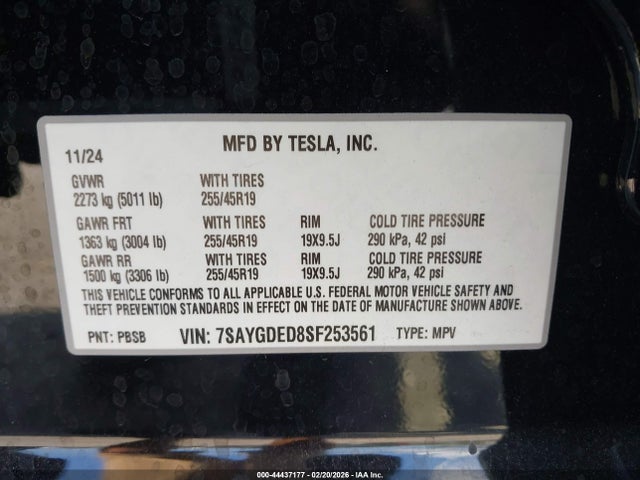 MFD BY TESLA, INC.
11/24
GVWR WITH TIRES
2273 kg (5011 lb) 255/45R19
GAWR FRT WITH TIRES RIM COLD TIRE PRESSURE
1363 kg (3004 lb) 255/45R19 19X9.5J 290 kPa, 42 psi
GAWR RR WITH TIRES RIM COLD TIRE PRESSURE
1500 kg (3306 lb) 255/45R19 19X9.5J 290 kPa, 42 psi
THIS VEHICLE CONFORMS TO ALL APPLICABLE U.S. FEDERAL MOTOR VEHICLE SAFETY AND
THEFT PREVENTION STANDARDS IN EFFECT ON THE DATE OF MANUFACTURE SHOWN ABOVE.
PNT: PBSB VIN: 7SAYGDED8SF253561 TYPE: MPV
000-44437177 - 02/20/2026 - IAA Inc.